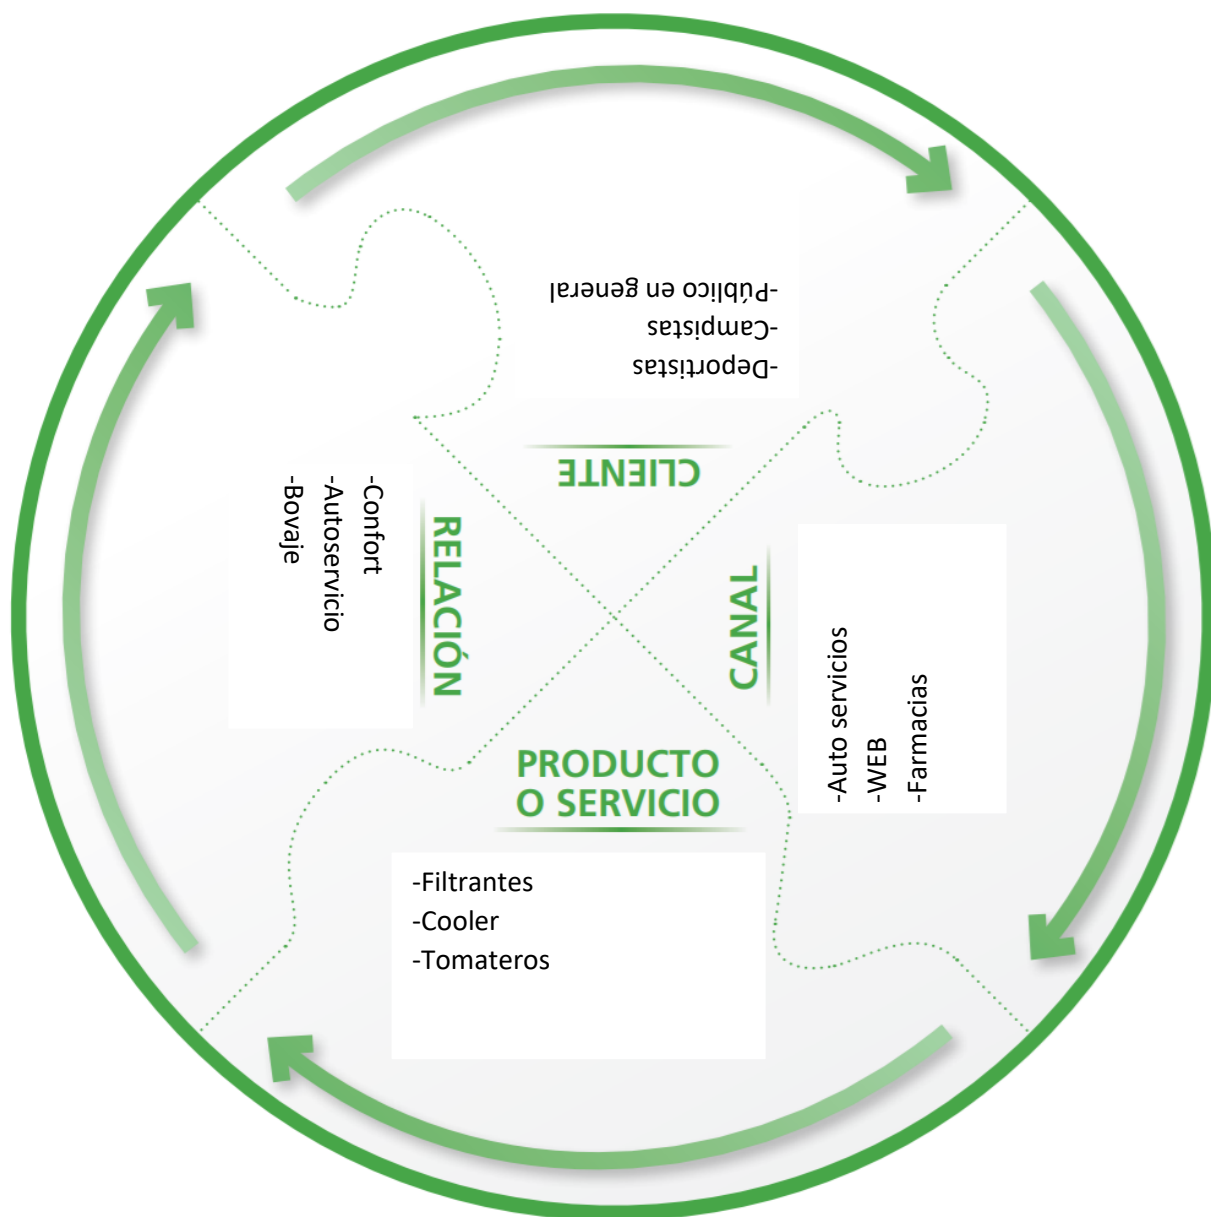 CLIENTE
-Deportistas
-Campistas
-Público en general
CANAL
-Auto servicios
-WEB
-Farmacias
PRODUCTO
O SERVICIO
-Filtrantes
-Cooler
-Tomateros
RELACIÓN
-Confort
-Autoservicio
-Bovaje